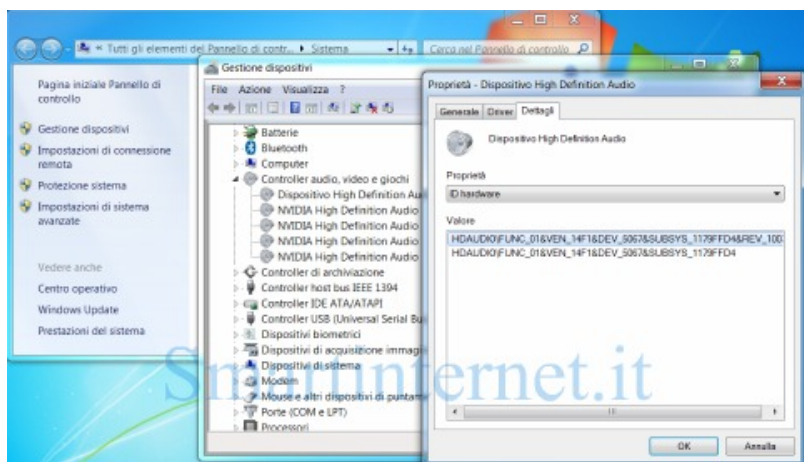 « Tutti gli elementi del Pannello di contr... ▸ Sistema
Cerca nel Pannello di controllo
Pagina iniziale Pannello di
controllo
Gestione dispositivi
Impostazioni di connessione
remota
Protezione sistema
Impostazioni di sistema
avanzate
Vedere anche
Centro operativo
Windows Update
Prestazioni del sistema
Gestione dispositivi
File Azione Visualizza ?
Batterie
Bluetooth
Computer
Controller audio, video e giochi
Dispositivo High Definition Au
NVIDIA High Definition Audio
NVIDIA High Definition Audio
NVIDIA High Definition Audio
NVIDIA High Definition Audio
Controller di archiviazione
Controller host bus IEEE 1394
Controller IDE ATA/ATAPI
Controller USB (Universal Serial Bu
Dispositivi biometrici
Dispositivi di acquisizione immagi
Dispositivi di sistema
Modem
Mouse e altri dispositivi di puntam
Porte (COM e LPT)
Processori
Proprietà - Dispositivo High Definition Audio
Generale Driver Dettagli
Dispositivo High Definition Audio
Proprietà
ID hardware
Valore
HDAUDIO\FUNC_01&VEN_14F1&DEV_5067&SUBSYS_1179FFD4&REV_100
HDAUDIO\FUNC_01&VEN_14F1&DEV_5067&SUBSYS_1179FFD4
OK Annulla
Smartinternet.it